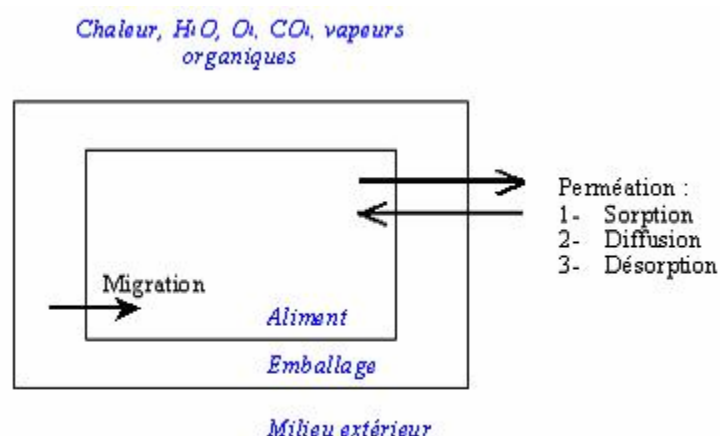 Chaleur, H₂O, O₂, CO₂, vapeurs
organiques
Perméation :
1- Sorption
2- Diffusion
3- Désorption
Migration
Aliment
Emballage
Milieu extérieur